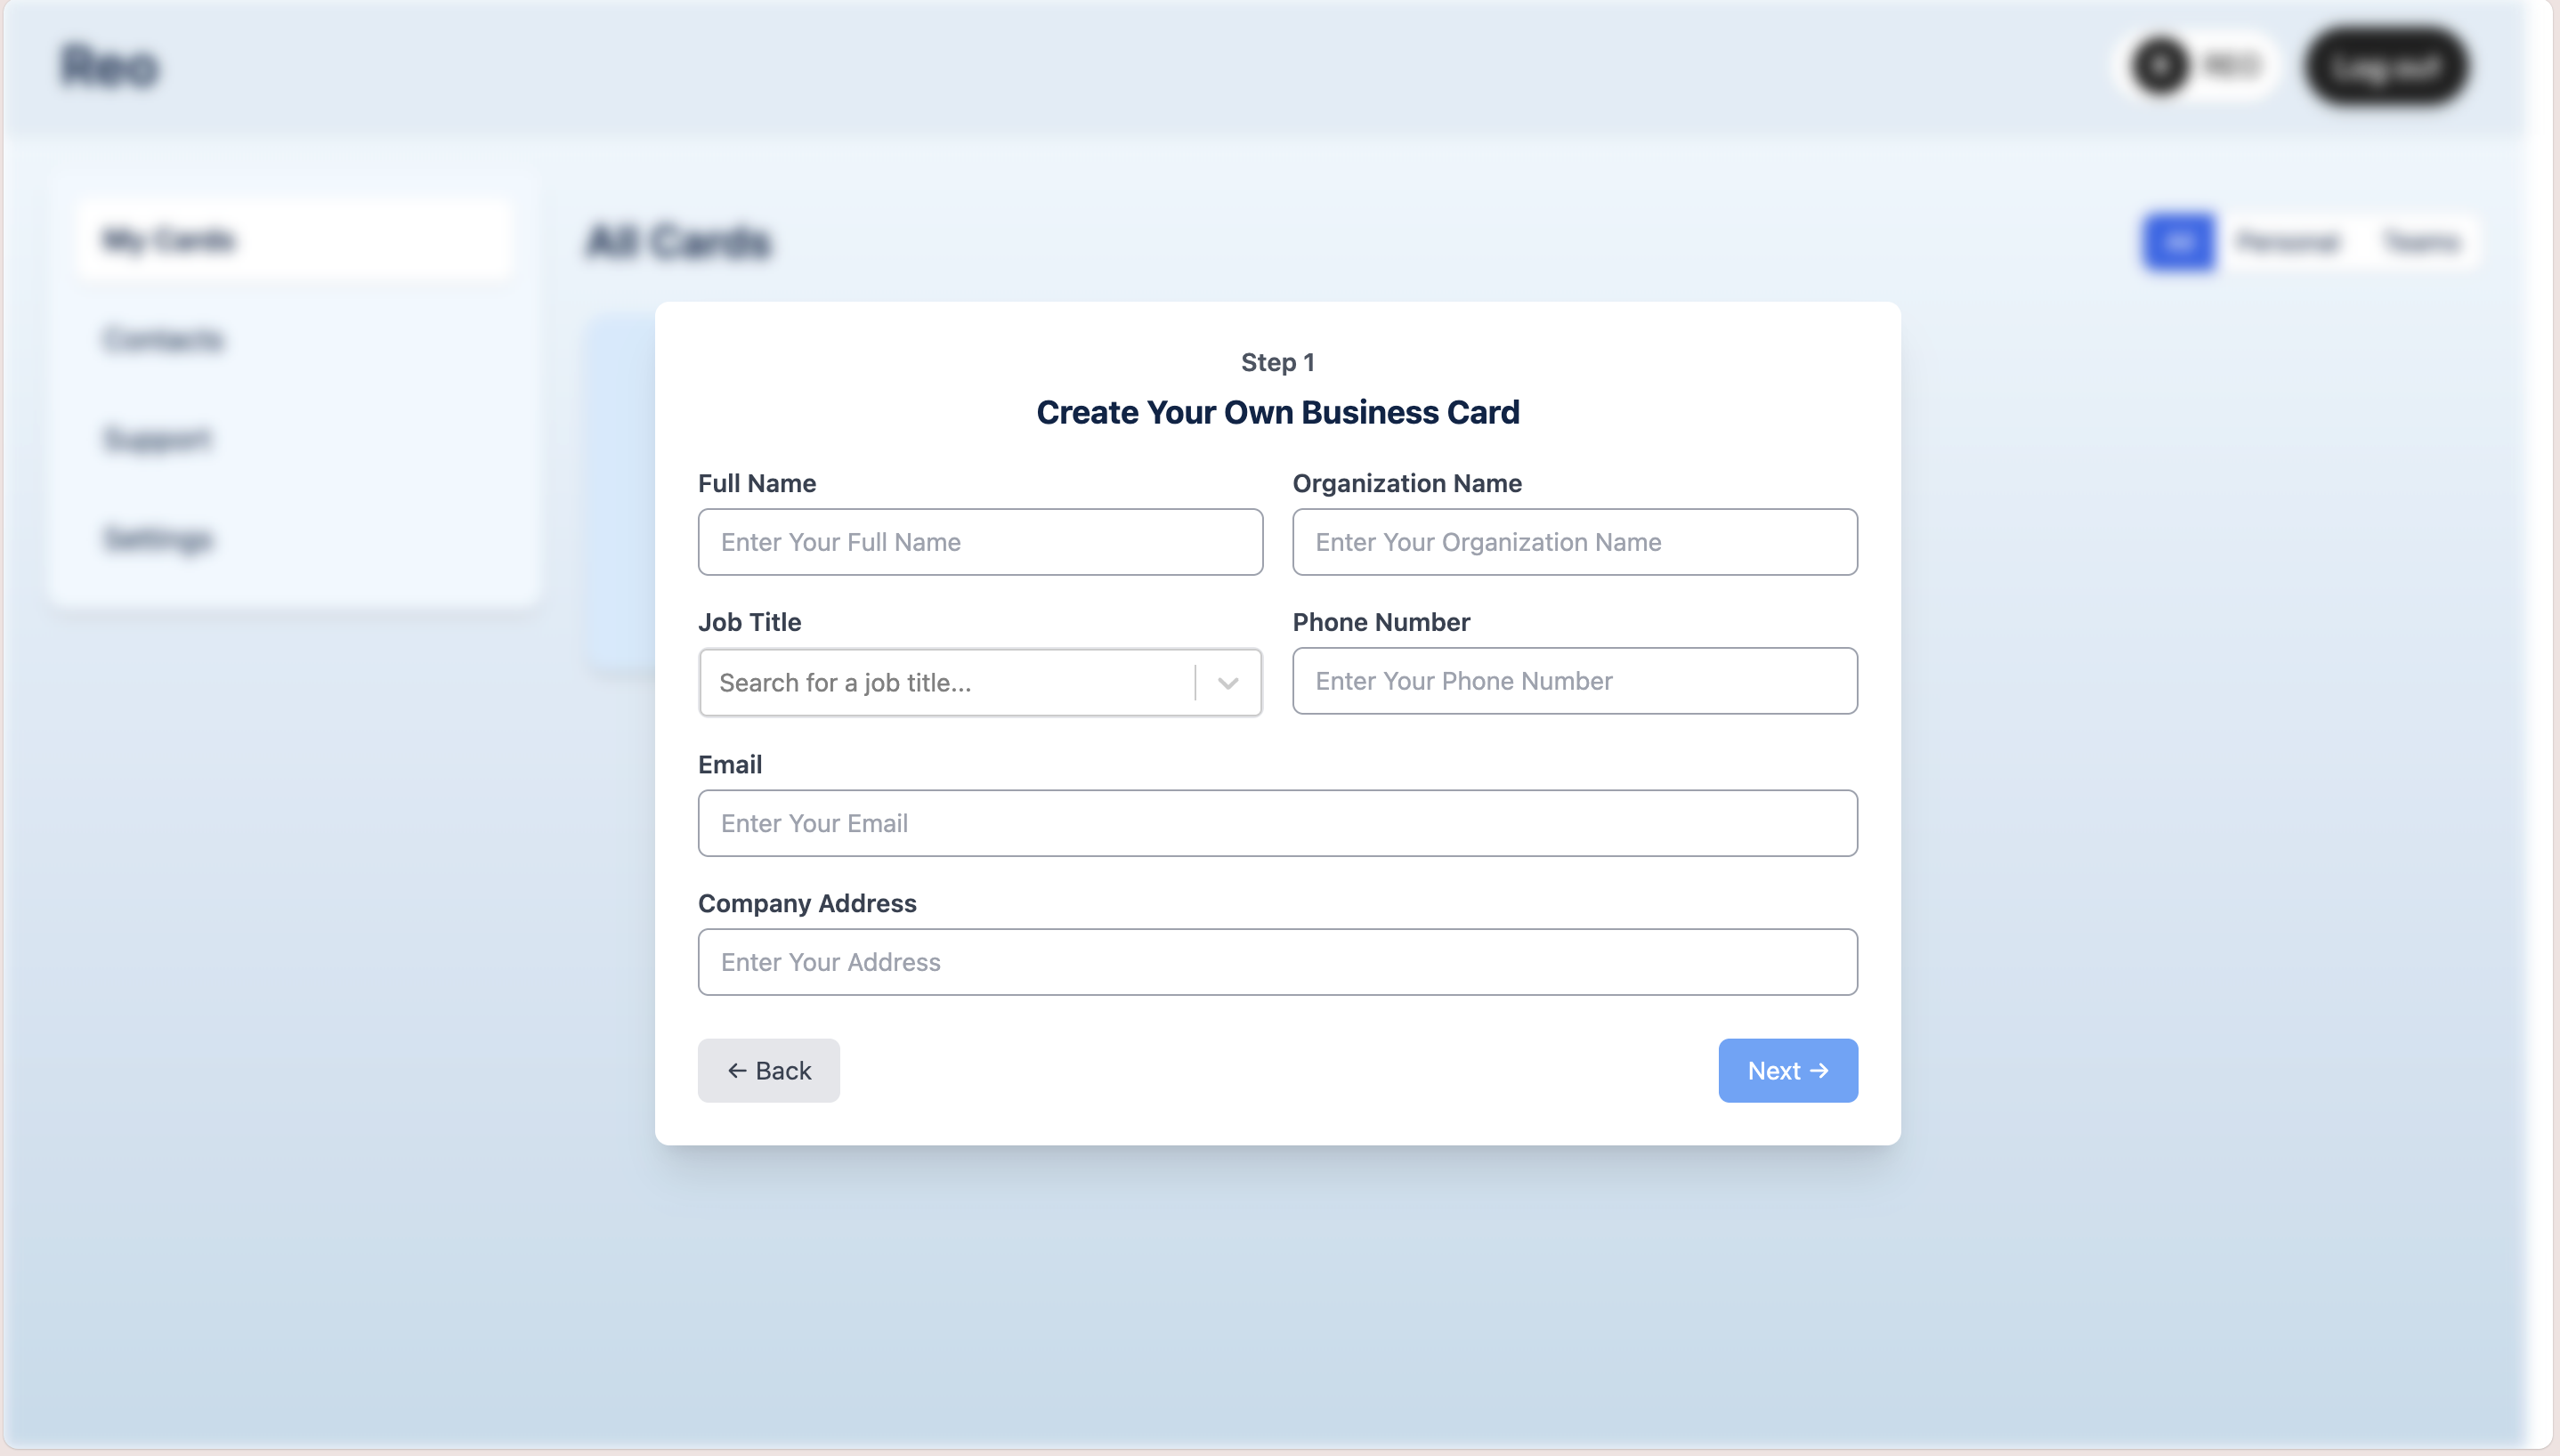 Reo
REO
Log out
My Cards
All Cards
All
Personal
Teams
Contacts
Support
Settings
Step 1
Create Your Own Business Card
Full Name
Organization Name
Enter Your Full Name
Enter Your Organization Name
Job Title
Phone Number
Search for a job title...
Enter Your Phone Number
Email
Enter Your Email
Company Address
Enter Your Address
← Back
Next →